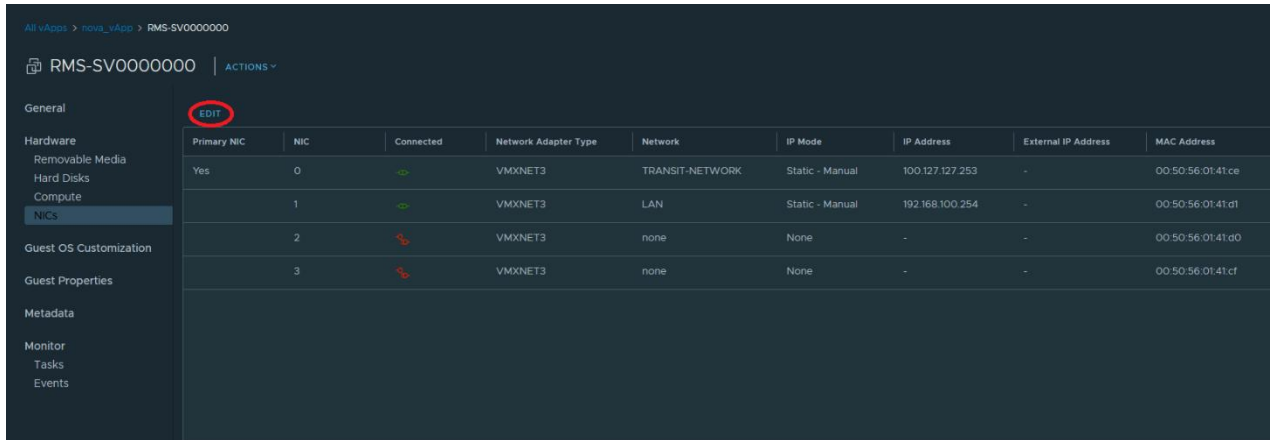 All vApps > nova_vApp > RMS-SV0000000
RMS-SV0000000 | ACTIONS
General
Hardware
Removable Media
Hard Disks
Compute
NICs
Guest OS Customization
Guest Properties
Metadata
Monitor
Tasks
Events
EDIT
Primary NIC NIC Connected Network Adapter Type Network IP Mode IP Address External IP Address MAC Address
Yes 0 VMXNET3 TRANSIT-NETWORK Static - Manual 100.127.127.253 - 00:50:56:01:41:ce
1 VMXNET3 LAN Static - Manual 192.168.100.254 - 00:50:56:01:41:d1
2 VMXNET3 none None - - 00:50:56:01:41:d0
3 VMXNET3 none None - - 00:50:56:01:41:cf